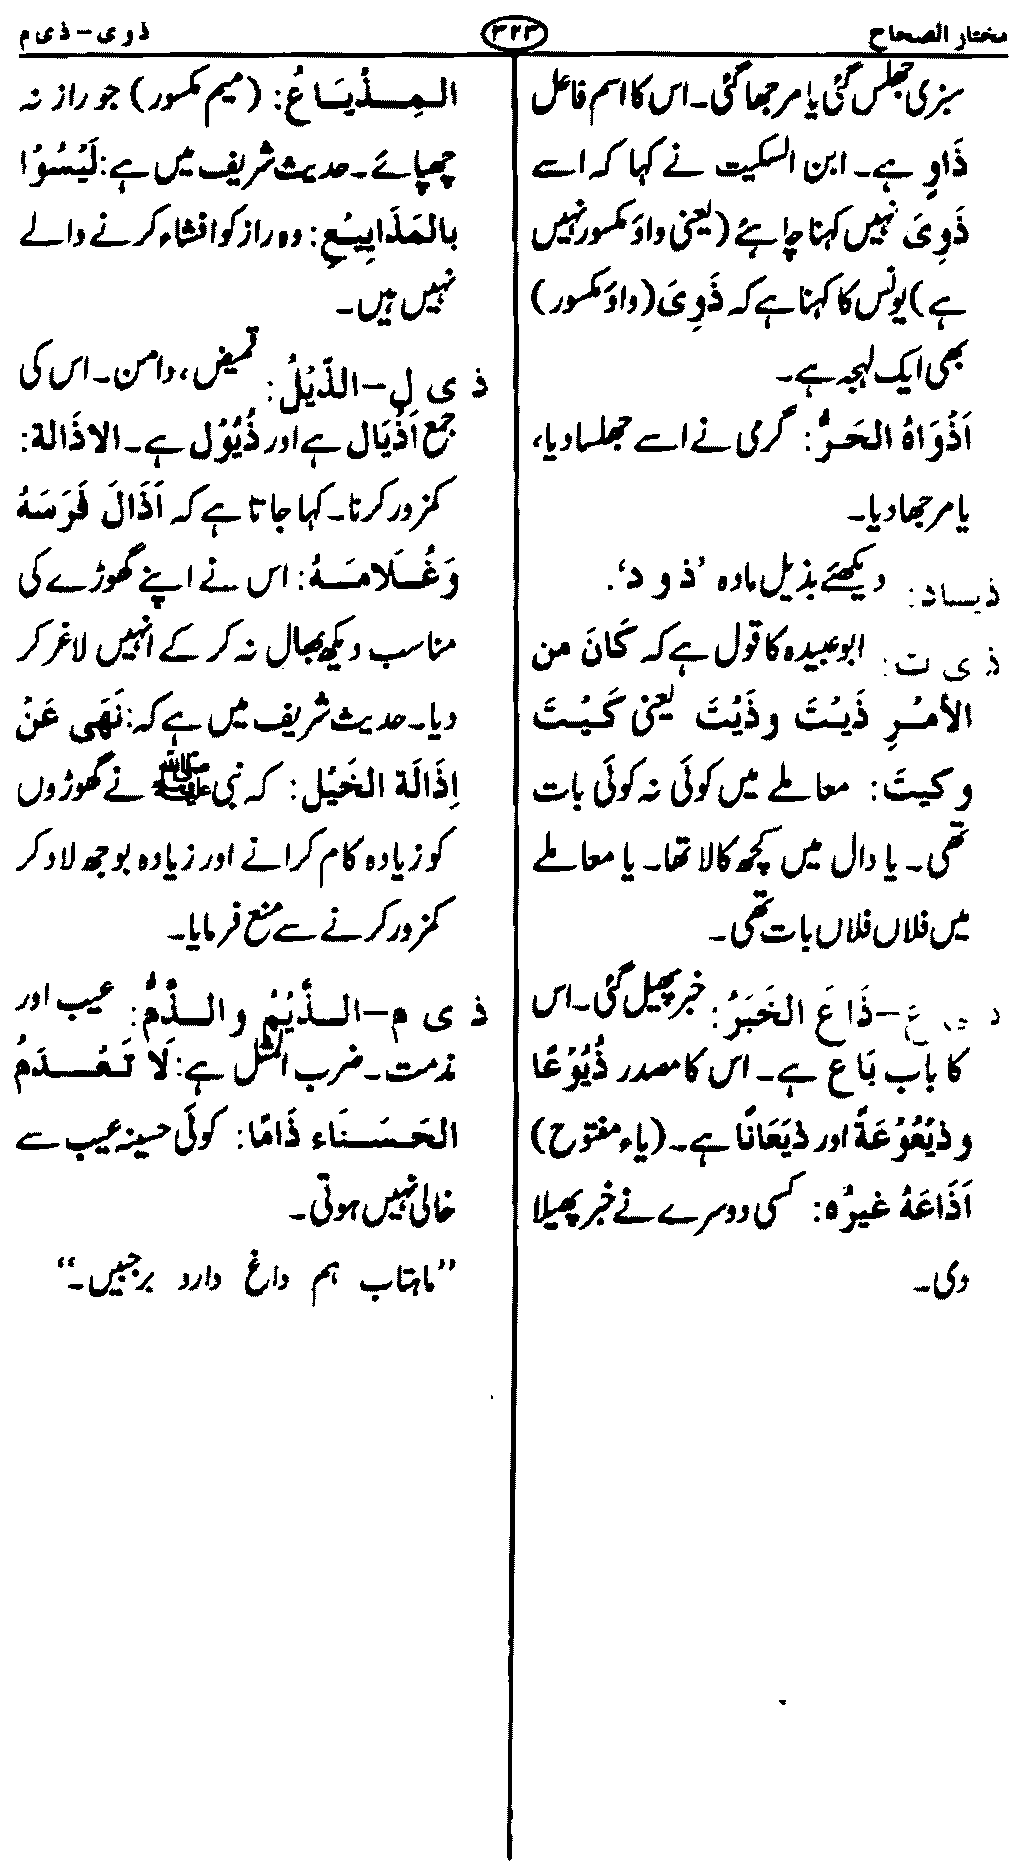 مختار الصحاح
۳۲۳
ذ و ی - ذ ی م
سبزی جھلس گئی یا مرجھا گئی۔ اس کا اسم فاعل
ذَاوٍ ہے۔ ابن السکیت نے کہا کہ اسے
ذَوِیَ نہیں کہنا چاہئے (یعنی واؤ مکسور نہیں
ہے) یونس کا کہنا ہے کہ ذَوِیَ (واؤ مکسور)
بھی ایک لہجہ ہے۔
اَذْوَاهُ الحَرُّ: گرمی نے اسے جھلسا دیا،
یا مرجھا دیا۔
ذیاد: دیکھئے بذیل مادہ ’ذ و د‘.
ذ ی ت: ابو عبیدہ کا قول ہے کہ کَانَ من
الأمْرِ ذَیْتَ وذَیْتَ یعنی کَیْتَ
وکیتَ: معاملے میں کوئی نہ کوئی بات
تھی۔ یا دال میں کچھ کالا تھا۔ یا معاملے
میں فلاں فلاں بات تھی۔
ذ ی ع-ذَاعَ الخَبَرُ: خبر پھیل گئی۔ اس
کا باب بَاع ہے۔ اس کا مصدر ذُیُوْعًا
و ذَیْعُوْعَةً اور ذَیَعَانًا ہے۔ (یاء مفتوح)
اَذَاعَهُ غیرُہ: کسی دوسرے نے خبر پھیلا
دی۔
المِذْیَاعُ: (میم مکسور) جو راز نہ
چھپائے۔ حدیث شریف میں ہے: لَیْسُوْا
بالمَذَایِیْعِ: وہ راز کو افشاء کرنے والے
نہیں ہیں۔
ذ ی ل-الذَّیْلُ: قمیض، دامن۔ اس کی
جمع اَذْیَال ہے اور ذُیُوْل ہے۔ الاذَالة:
کمزور کرنا۔ کہا جاتا ہے کہ اَذَالَ فَرَسَهُ
وَغُلَامَهُ: اس نے اپنے گھوڑے کی
مناسب دیکھ بھال نہ کر کے انہیں لاغر کر
دیا۔ حدیث شریف میں ہے کہ: نَهَی عَنْ
اِذَالَة الخَیْل: کہ نبی ﷺ نے گھوڑوں
کو زیادہ کام کرانے اور زیادہ بوجھ لاد کر
کمزور کرنے سے منع فرمایا۔
ذ ی م-الذَّیْمُ والذَّمُّ: عیب اور
مذمت۔ ضرب المثل ہے: لَا تَعْدَمُ
الحَسْنَاء ذَامًا: کوئی حسینہ عیب سے
خالی نہیں ہوتی۔
”ماہتاب ہم داغ دارد برجبیں۔“